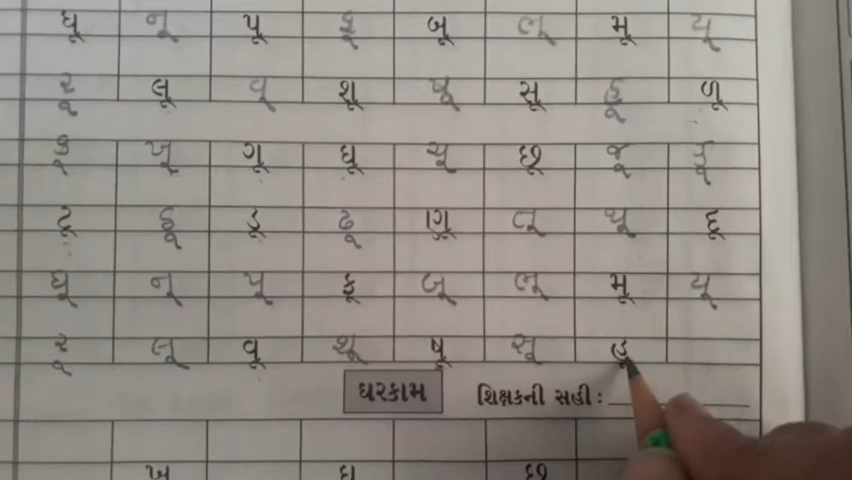 ધૂ નૂ પૂ ફૂ બૂ ભૂ મૂ યૂ
રૂ લૂ વૂ શૂ ષૂ સૂ હૂ ળૂ
કૂ ખૂ ગૂ ઘૂ ચૂ છૂ જૂ ઝૂ
ટૂ ઠૂ ડૂ ઢૂ ણૂ તૂ થૂ દૂ
ધૂ નૂ પૂ ફૂ બૂ ભૂ મૂ યૂ
રૂ લૂ વૂ શૂ ષૂ સૂ હૂ
ઘરકામ શિક્ષકની સહી :
ખ ઘ છ